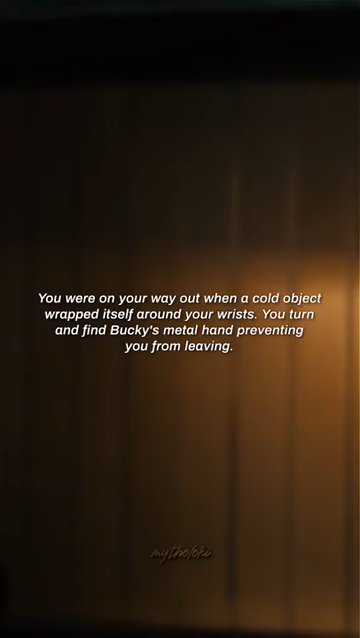 You were on your way out when a cold object
wrapped itself around your wrists. You turn
and find Bucky's metal hand preventing
you from leaving.
mytholoki